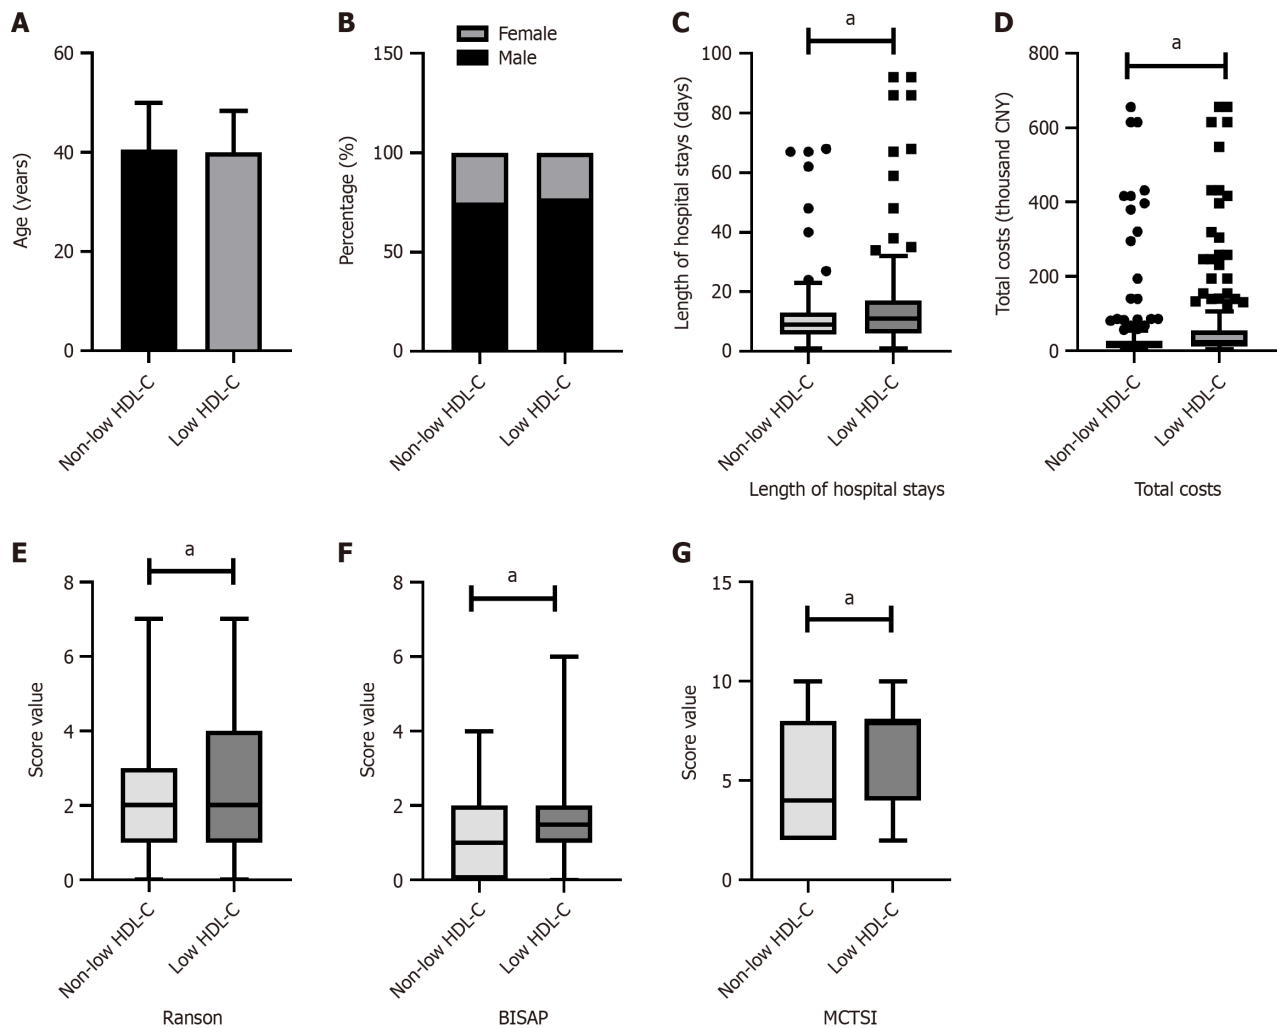 A
Age (years)
60
40
20
0
Non-low HDL-C
Low HDL-C
B
Female
Male
Percentage (%)
150
100
50
0
Non-low HDL-C
Low HDL-C
C
a
Length of hospital stays (days)
100
80
60
40
20
0
Non-low HDL-C
Low HDL-C
Length of hospital stays
D
a
Total costs (thousand CNY)
800
600
400
200
0
Non-low HDL-C
Low HDL-C
Total costs
E
a
Score value
8
6
4
2
0
Non-low HDL-C
Low HDL-C
Ranson
F
a
Score value
8
6
4
2
0
Non-low HDL-C
Low HDL-C
BISAP
G
a
Score value
15
10
5
0
Non-low HDL-C
Low HDL-C
MCTSI